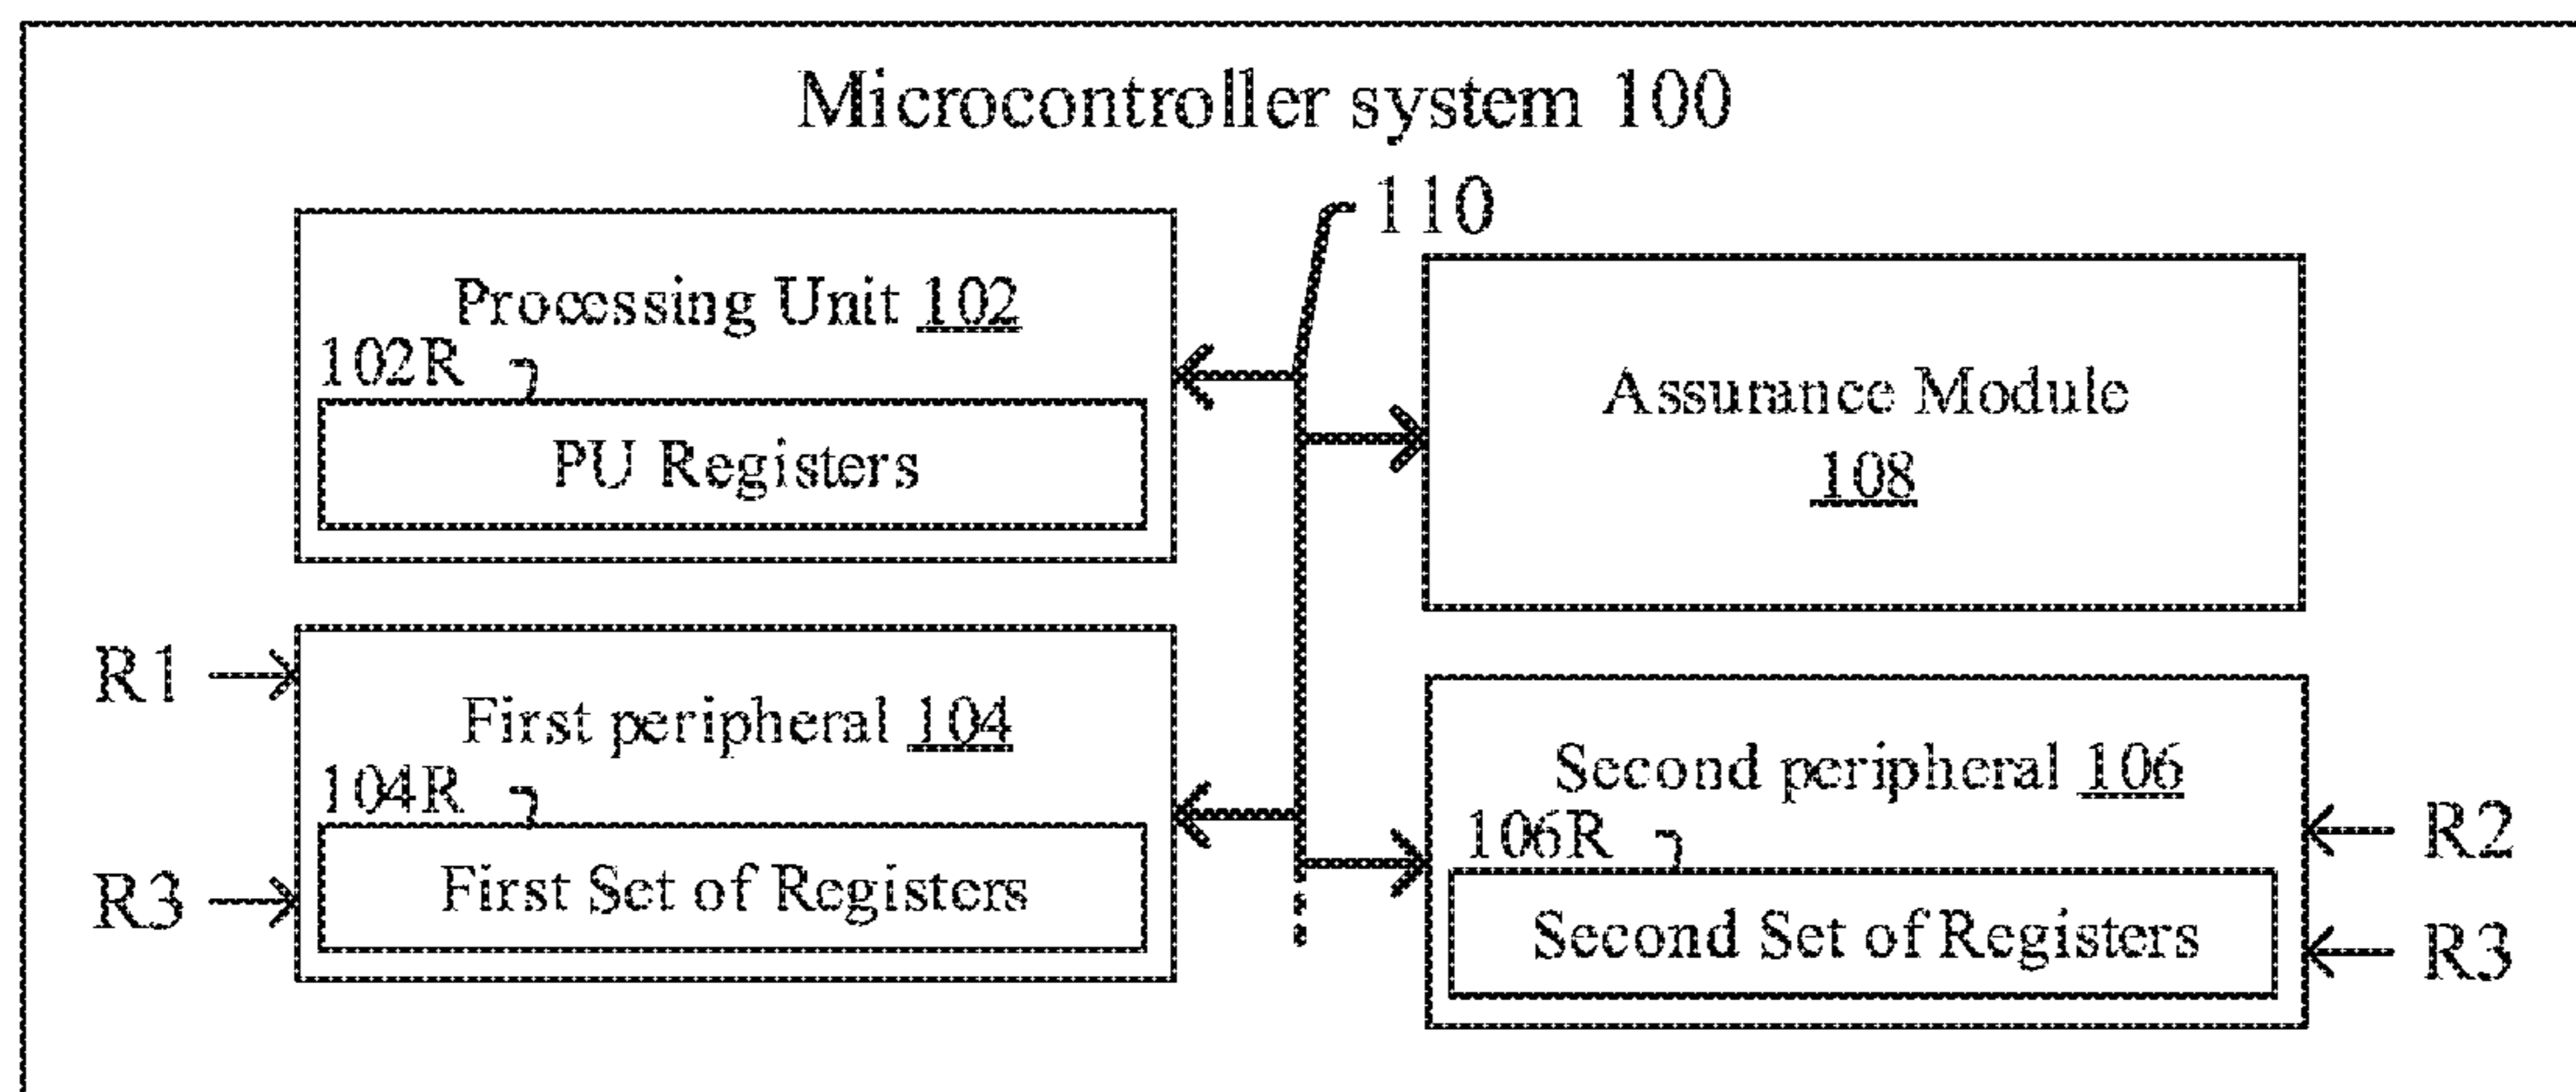 Microcontroller system 100
110
Processing Unit 102
102R
PU Registers
Assurance Module
108
R1
First peripheral 104
104R
R3
First Set of Registers
Second peripheral 106
106R
R2
Second Set of Registers
R3